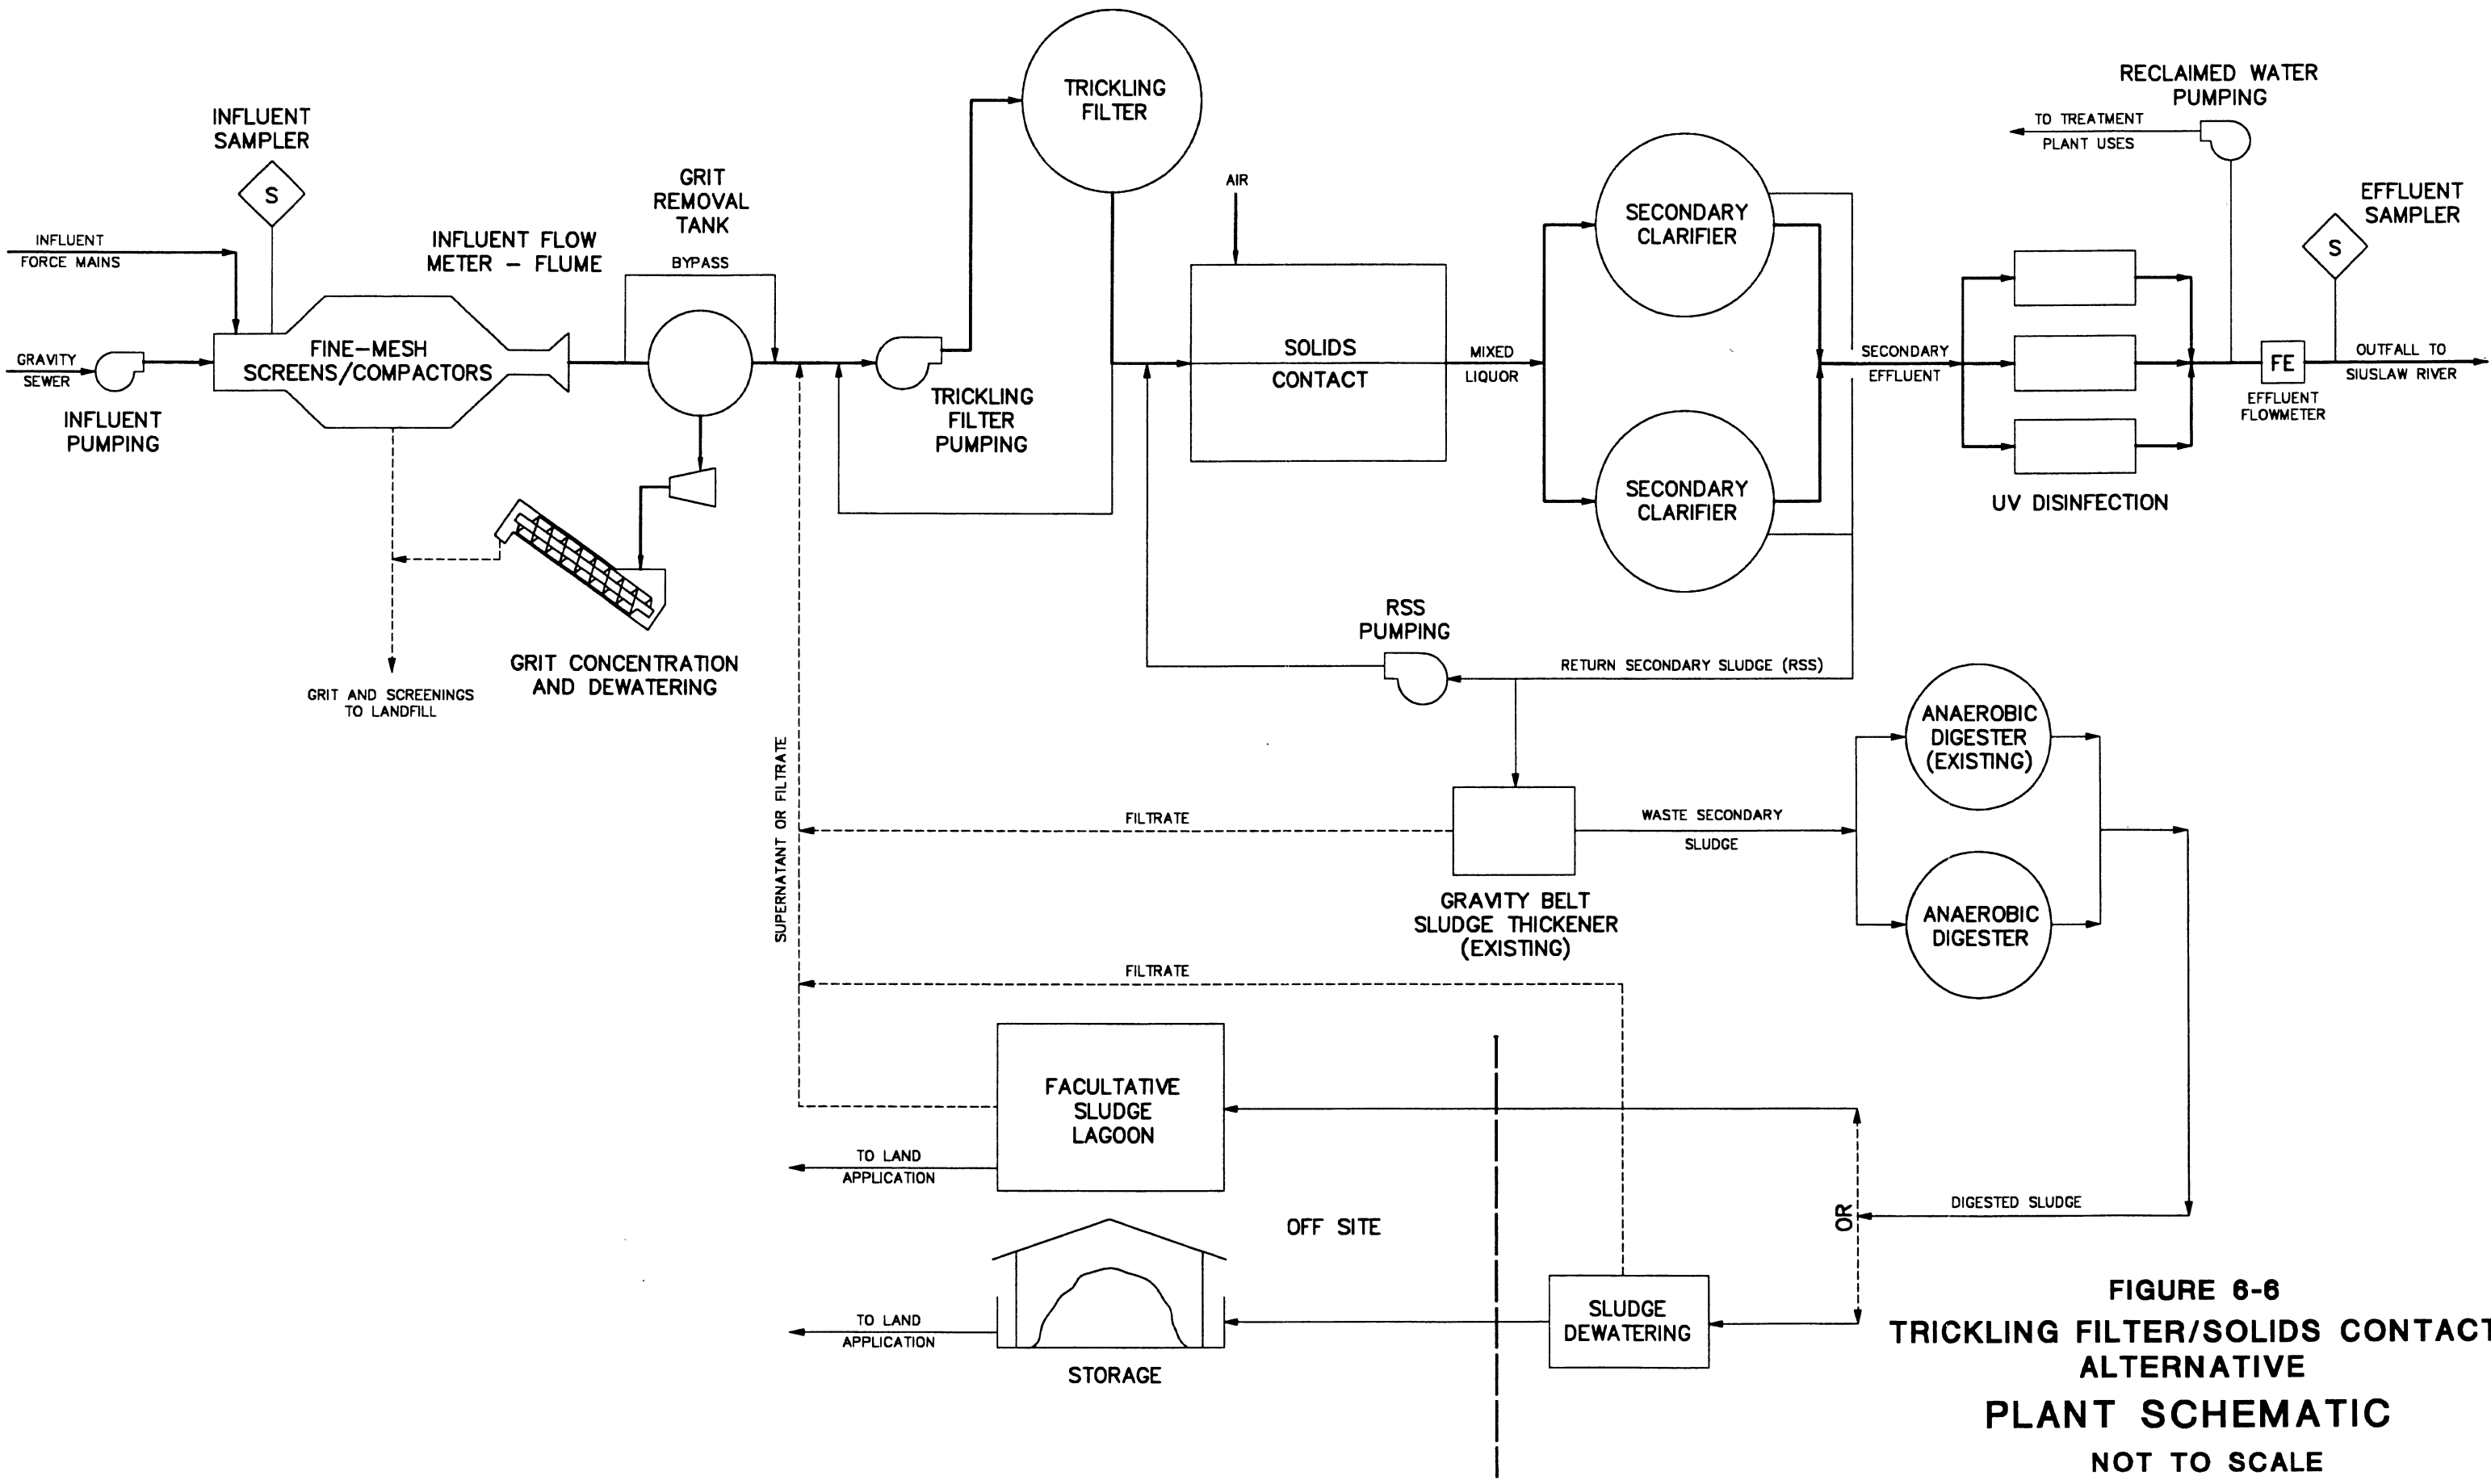 RECLAIMED WATER
PUMPING
TO TREATMENT
PLANT USES
TRICKLING
FILTER
INFLUENT
SAMPLER
S
GRIT
REMOVAL
TANK
AIR
EFFLUENT
SAMPLER
S
SECONDARY
CLARIFIER
INFLUENT
FORCE MAINS
INFLUENT FLOW
METER – FLUME
BYPASS
GRAVITY
SEWER
INFLUENT
PUMPING
FINE–MESH
SCREENS/COMPACTORS
TRICKLING
FILTER
PUMPING
SOLIDS
CONTACT
MIXED
LIQUOR
SECONDARY
EFFLUENT
FE
EFFLUENT
FLOWMETER
OUTFALL TO
SIUSLAW RIVER
SECONDARY
CLARIFIER
UV DISINFECTION
GRIT CONCENTRATION
AND DEWATERING
GRIT AND SCREENINGS
TO LANDFILL
RSS
PUMPING
RETURN SECONDARY SLUDGE (RSS)
ANAEROBIC
DIGESTER
(EXISTING)
SUPERNATANT OR FILTRATE
FILTRATE
WASTE SECONDARY
SLUDGE
GRAVITY BELT
SLUDGE THICKENER
(EXISTING)
ANAEROBIC
DIGESTER
FILTRATE
FACULTATIVE
SLUDGE
LAGOON
TO LAND
APPLICATION
OFF SITE
OR
DIGESTED SLUDGE
SLUDGE
DEWATERING
TO LAND
APPLICATION
STORAGE
FIGURE 6-6
TRICKLING FILTER/SOLIDS CONTACT
ALTERNATIVE
PLANT SCHEMATIC
NOT TO SCALE